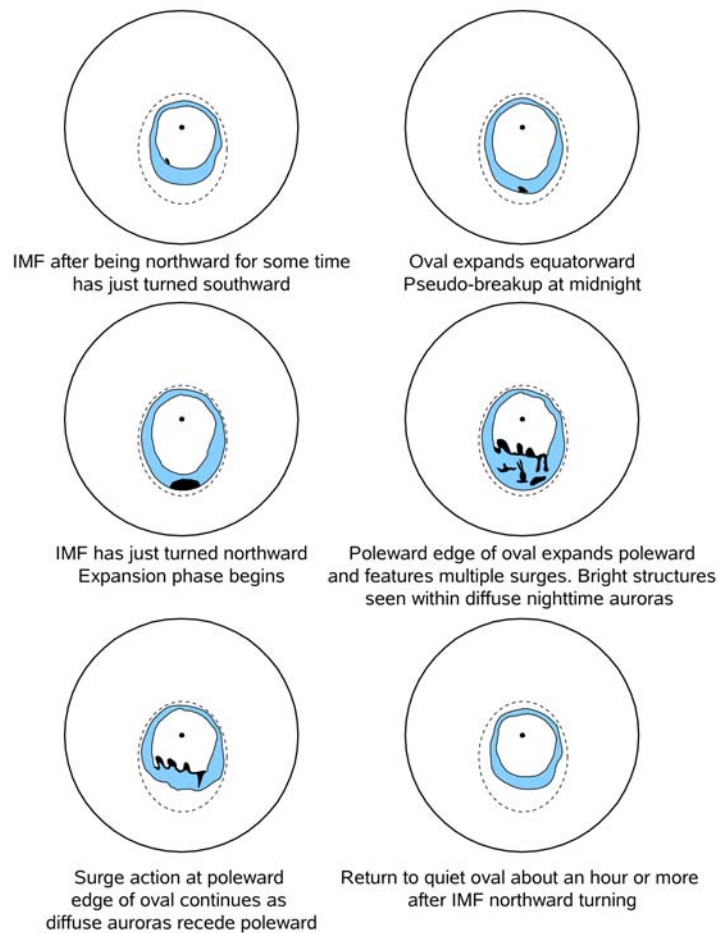 IMF after being northward for some time
has just turned southward
Oval expands equatorward
Pseudo-breakup at midnight
IMF has just turned northward
Expansion phase begins
Poleward edge of oval expands poleward
and features multiple surges. Bright structures
seen within diffuse nighttime auroras
Surge action at poleward
edge of oval continues as
diffuse auroras recede poleward
Return to quiet oval about an hour or more
after IMF northward turning